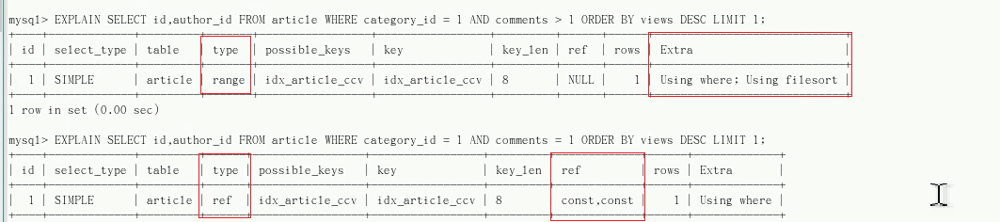 mysql> EXPLAIN SELECT id,author_id FROM article WHERE category_id = 1 AND comments > 1 ORDER BY views DESC LIMIT 1;
| id | select_type | table | type | possible_keys | key | key_len | ref | rows | Extra |
| 1 | SIMPLE | article | range | idx_article_ccv | idx_article_ccv | 8 | NULL | 1 | Using where; Using filesort |
1 row in set (0.00 sec)
mysql> EXPLAIN SELECT id,author_id FROM article WHERE category_id = 1 AND comments = 1 ORDER BY views DESC LIMIT 1;
| id | select_type | table | type | possible_keys | key | key_len | ref | rows | Extra |
| 1 | SIMPLE | article | ref | idx_article_ccv | idx_article_ccv | 8 | const,const | 1 | Using where |